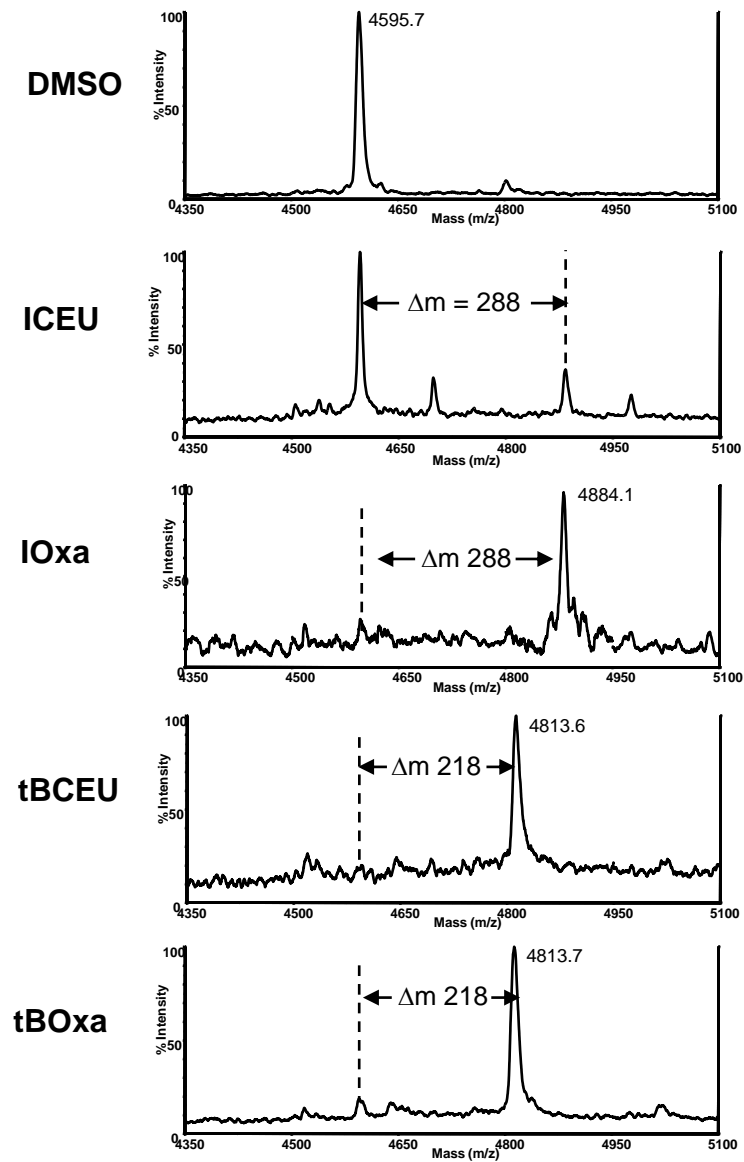 DMSO
% Intensity
100
50
0
4595.7
4350 4500 4650 4800 4950 5100
Mass (m/z)
ICEU
% Intensity
100
50
0
Δm = 288
4350 4500 4650 4800 4950 5100
Mass (m/z)
IOxa
% Intensity
100
50
0
4884.1
Δm 288
4350 4500 4650 4800 4950 5100
Mass (m/z)
tBCEU
% Intensity
100
50
0
4813.6
Δm 218
4350 4500 4650 4800 4950 5100
Mass (m/z)
tBOxa
% Intensity
100
50
0
4813.7
Δm 218
4350 4500 4650 4800 4950 5100
Mass (m/z)